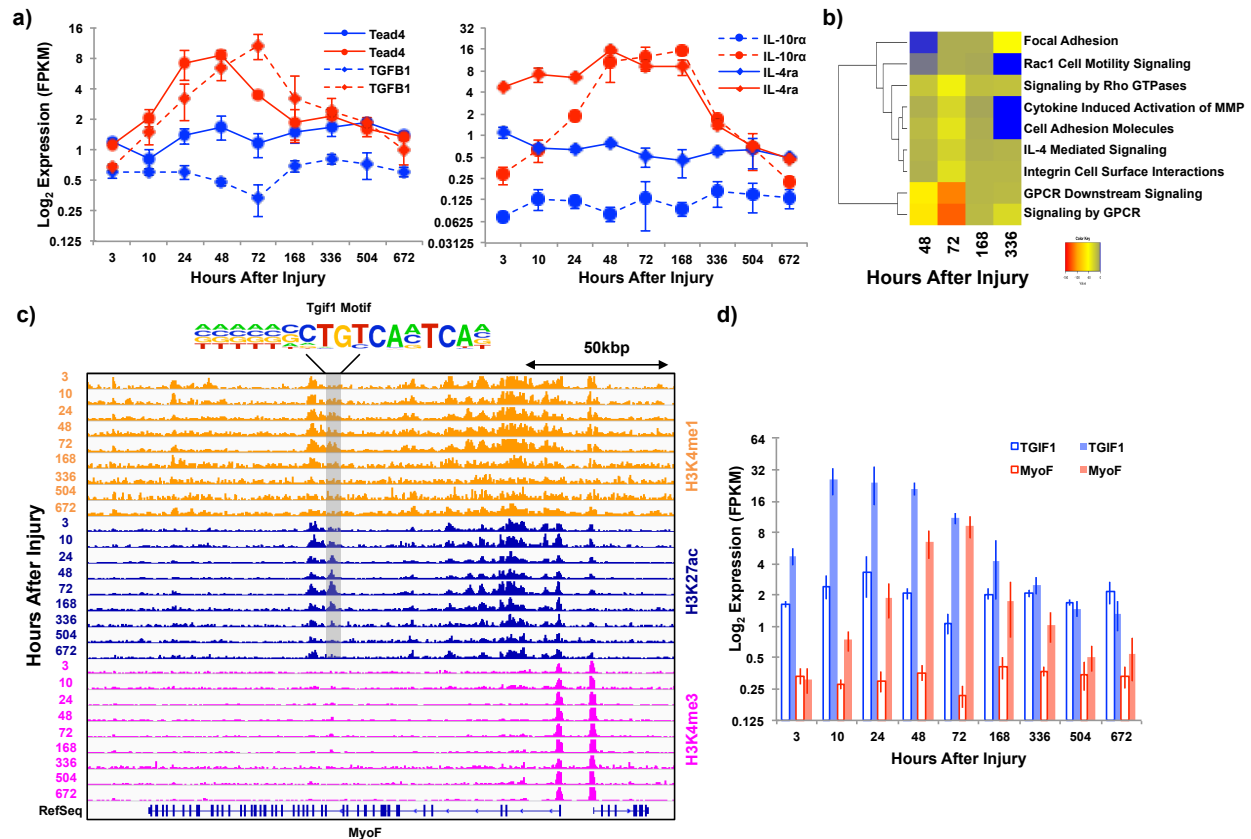 a)
16
8
4
2
1
0.5
0.25
0.125
Log2 Expression (FPKM)
3 10 24 48 72 168 336 504 672
Hours After Injury
Tead4
Tead4
TGFB1
TGFB1
32
16
8
4
2
1
0.5
0.25
0.125
0.0625
0.03125
3 10 24 48 72 168 336 504 672
Hours After Injury
IL-10rα
IL-10rα
IL-4ra
IL-4ra
b)
Focal Adhesion
Rac1 Cell Motility Signaling
Signaling by Rho GTPases
Cytokine Induced Activation of MMP
Cell Adhesion Molecules
IL-4 Mediated Signaling
Integrin Cell Surface Interactions
GPCR Downstream Signaling
Signaling by GPCR
48 72 168 336
Hours After Injury
Color Key
c)
Tgif1 Motif
CTGTCAATCA
50kbp
Hours After Injury
3
10
24
48
72
168
336
504
672
H3K4me1
3
10
24
48
72
168
336
504
672
H3K27ac
3
10
24
48
72
168
336
504
672
H3K4me3
RefSeq
MyoF
d)
64
32
16
8
4
2
1
0.5
0.25
0.125
Log2 Expression (FPKM)
TGIF1 TGIF1
MyoF MyoF
3 10 24 48 72 168 336 504 672
Hours After Injury